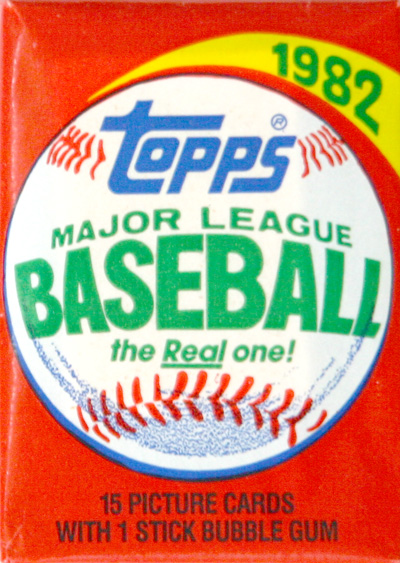 1982
topps®
MAJOR LEAGUE
BASEBALL
the Real one!
15 PICTURE CARDS
WITH 1 STICK BUBBLE GUM